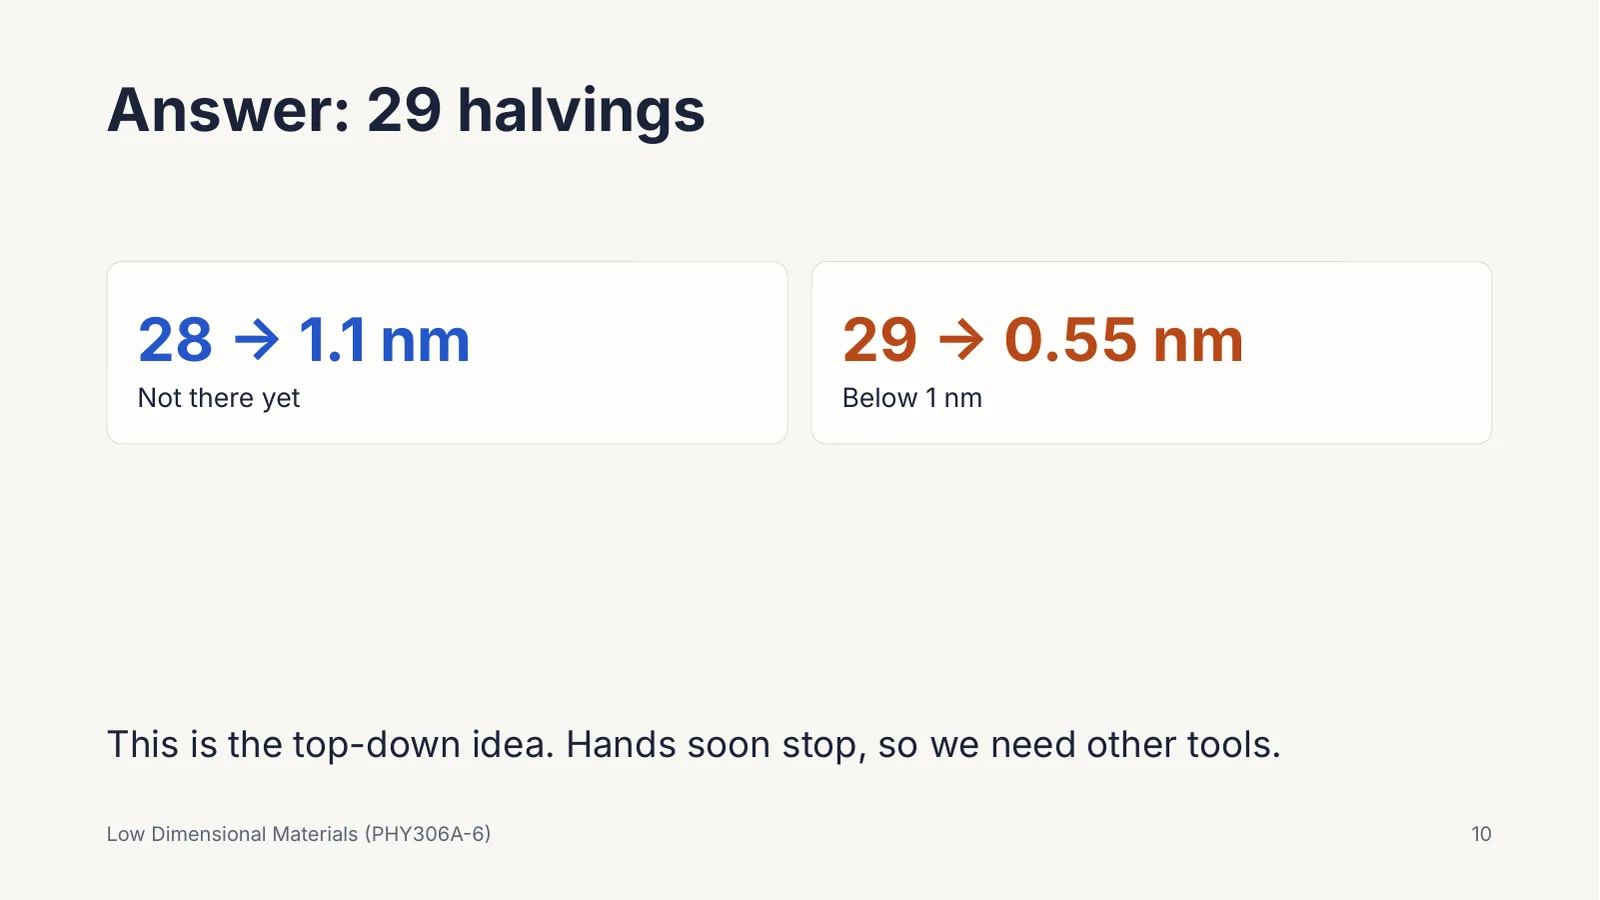 Answer: 29 halvings
28 → 1.1 nm
Not there yet
29 → 0.55 nm
Below 1 nm
This is the top-down idea. Hands soon stop, so we need other tools.
Low Dimensional Materials (PHY306A-6)
10